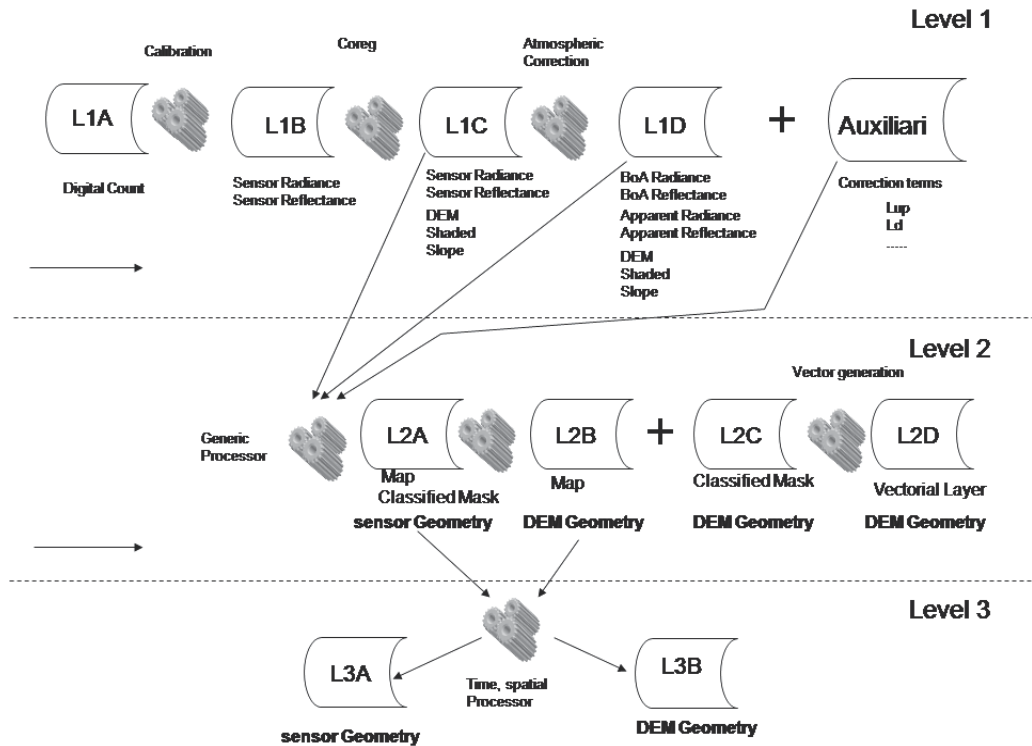 Level 1
Calibration
Coreg
Atmospheric
Correction
L1A
L1B
L1C
L1D
+
Auxiliari
Digital Count
Sensor Radiance
Sensor Reflectance
Sensor Radiance
Sensor Reflectance
DEM
Shaded
Slope
BoA Radiance
BoA Reflectance
Apparent Radiance
Apparent Reflectance
DEM
Shaded
Slope
Correction terms
Lup
Ld
-----
Level 2
Vector generation
Generic
Processor
L2A
L2B
+
L2C
L2D
Map
Classified Mask
sensor Geometry
Map
DEM Geometry
Classified Mask
DEM Geometry
Vectorial Layer
DEM Geometry
Level 3
L3A
Time, spatial
Processor
L3B
sensor Geometry
DEM Geometry